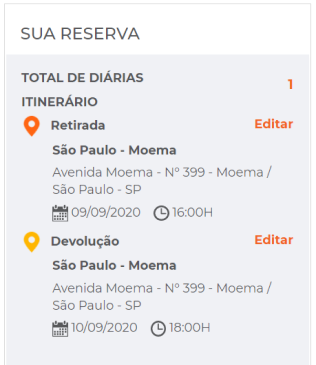 SUA RESERVA
TOTAL DE DIÁRIAS
1
ITINERÁRIO
Retirada Editar
São Paulo - Moema
Avenida Moema - Nº 399 - Moema /
São Paulo - SP
09/09/2020 16:00H
Devolução Editar
São Paulo - Moema
Avenida Moema - Nº 399 - Moema /
São Paulo - SP
10/09/2020 18:00H